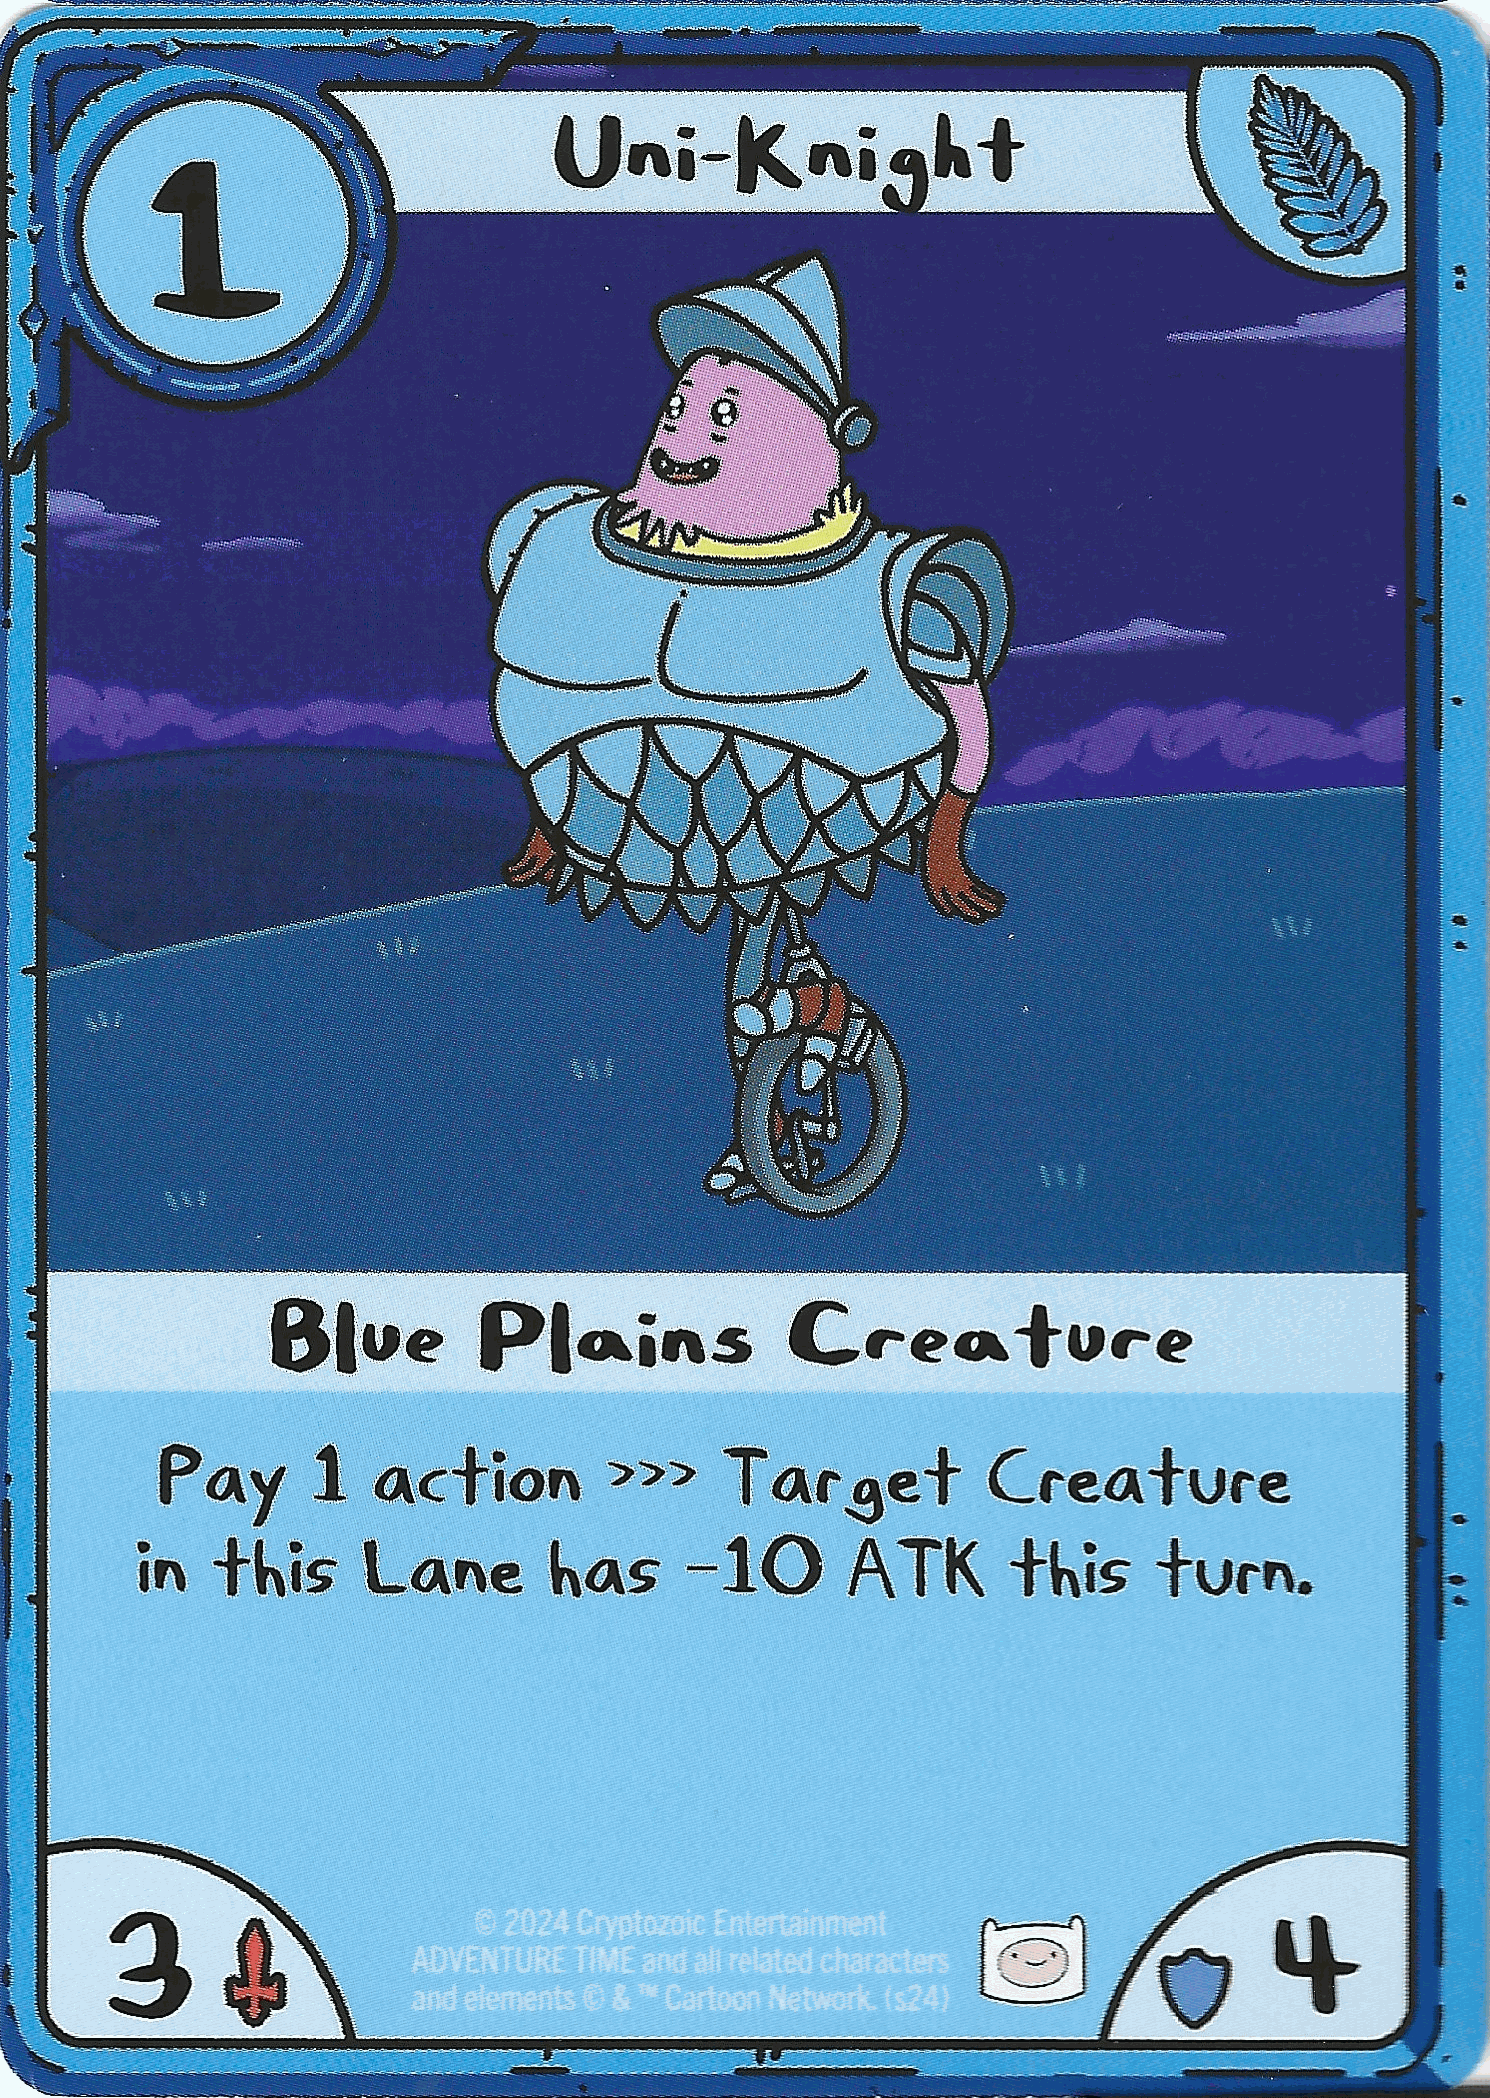 1
Uni-Knight
Blue Plains Creature
Pay 1 action >>> Target Creature
in this Lane has -10 ATK this turn.
3
© 2024 Cryptozoic Entertainment
ADVENTURE TIME and all related characters
and elements © & ™ Cartoon Network. (s24)
4